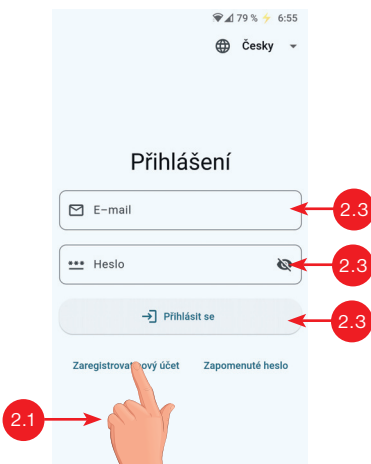 79 % 6:55
Česky
Přihlášení
E-mail
2.3
Heslo
2.3
Přihlásit se
2.3
Zaregistrovat nový účet Zapomenuté heslo
2.1